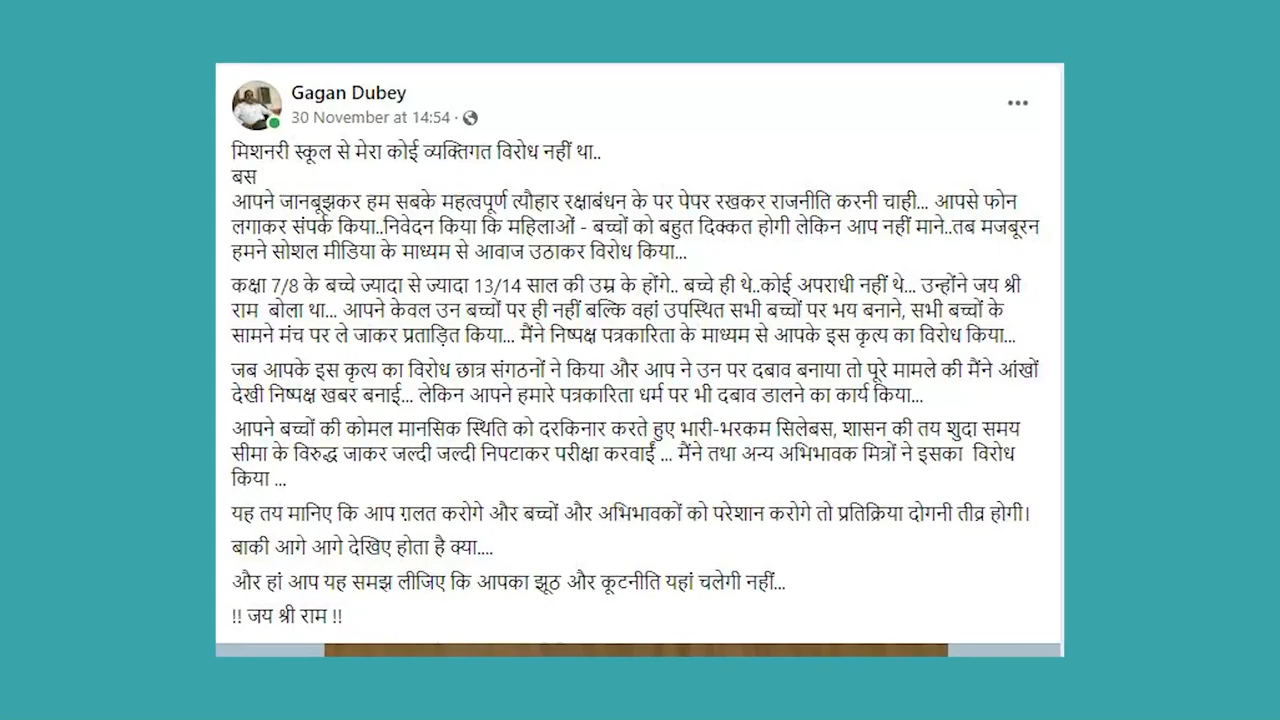 Gagan Dubey
30 November at 14:54 ·
मिशनरी स्कूल से मेरा कोई व्यक्तिगत विरोध नहीं था..
बस
आपने जानबूझकर हम सबके महत्वपूर्ण त्यौहार रक्षाबंधन के पर पेपर रखकर राजनीति करनी चाही... आपसे फोन
लगाकर संपर्क किया..निवेदन किया कि महिलाओं - बच्चों को बहुत दिक्कत होगी लेकिन आप नहीं माने..तब मजबूरन
हमने सोशल मीडिया के माध्यम से आवाज उठाकर विरोध किया...
कक्षा 7/8 के बच्चे ज्यादा से ज्यादा 13/14 साल की उम्र के होंगे.. बच्चे ही थे..कोई अपराधी नहीं थे... उन्होंने जय श्री
राम बोला था... आपने केवल उन बच्चों पर ही नहीं बल्कि वहां उपस्थित सभी बच्चों पर भय बनाने, सभी बच्चों के
सामने मंच पर ले जाकर प्रताड़ित किया... मैंने निष्पक्ष पत्रकारिता के माध्यम से आपके इस कृत्य का विरोध किया...
जब आपके इस कृत्य का विरोध छात्र संगठनों ने किया और आप ने उन पर दबाव बनाया तो पूरे मामले की मैंने आंखों
देखी निष्पक्ष खबर बनाई... लेकिन आपने हमारे पत्रकारिता धर्म पर भी दबाव डालने का कार्य किया...
आपने बच्चों की कोमल मानसिक स्थिति को दरकिनार करते हुए भारी-भरकम सिलेबस, शासन की तय शुदा समय
सीमा के विरुद्ध जाकर जल्दी जल्दी निपटाकर परीक्षा करवाईं ... मैंने तथा अन्य अभिभावक मित्रों ने इसका विरोध
किया ...
यह तय मानिए कि आप ग़लत करोगे और बच्चों और अभिभावकों को परेशान करोगे तो प्रतिक्रिया दोगनी तीव्र होगी।
बाकी आगे आगे देखिए होता है क्या....
और हां आप यह समझ लीजिए कि आपका झूठ और कूटनीति यहां चलेगी नहीं...
!! जय श्री राम !!